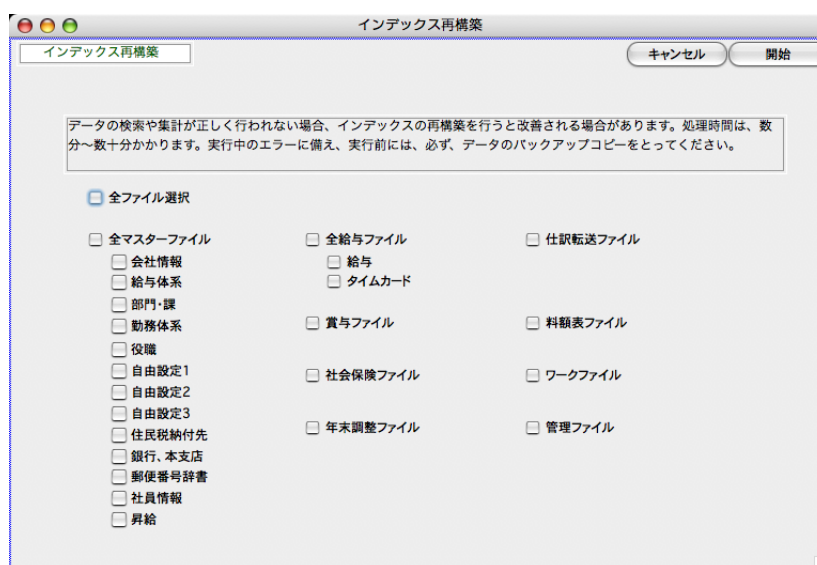 インデックス再構築
インデックス再構築
キャンセル
開始
データの検索や集計が正しく行われない場合、インデックスの再構築を行うと改善される場合があります。処理時間は、数
分〜数十分かかります。実行中のエラーに備え、実行前には、必ず、データのバックアップコピーをとってください。
全ファイル選択
全マスターファイル
会社情報
給与体系
部門・課
勤務体系
役職
自由設定1
自由設定2
自由設定3
住民税納付先
銀行、本支店
郵便番号辞書
社員情報
昇給
全給与ファイル
給与
タイムカード
賞与ファイル
社会保険ファイル
年末調整ファイル
仕訳転送ファイル
料額表ファイル
ワークファイル
管理ファイル